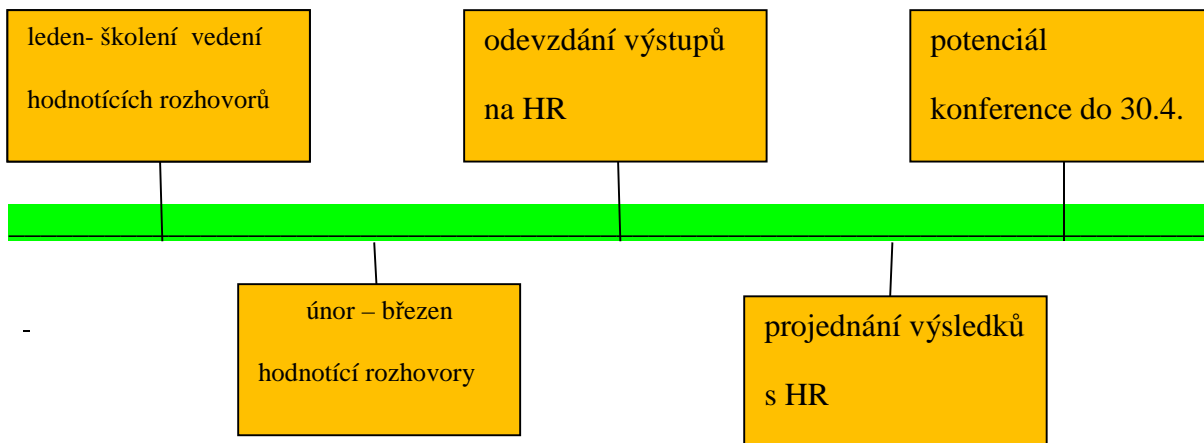 leden- školení  vedení
hodnotících rozhovorů
odevzdání výstupů
na HR
potenciál
konference do 30.4.
únor – březen
hodnotící rozhovory
projednání výsledků
s HR
-